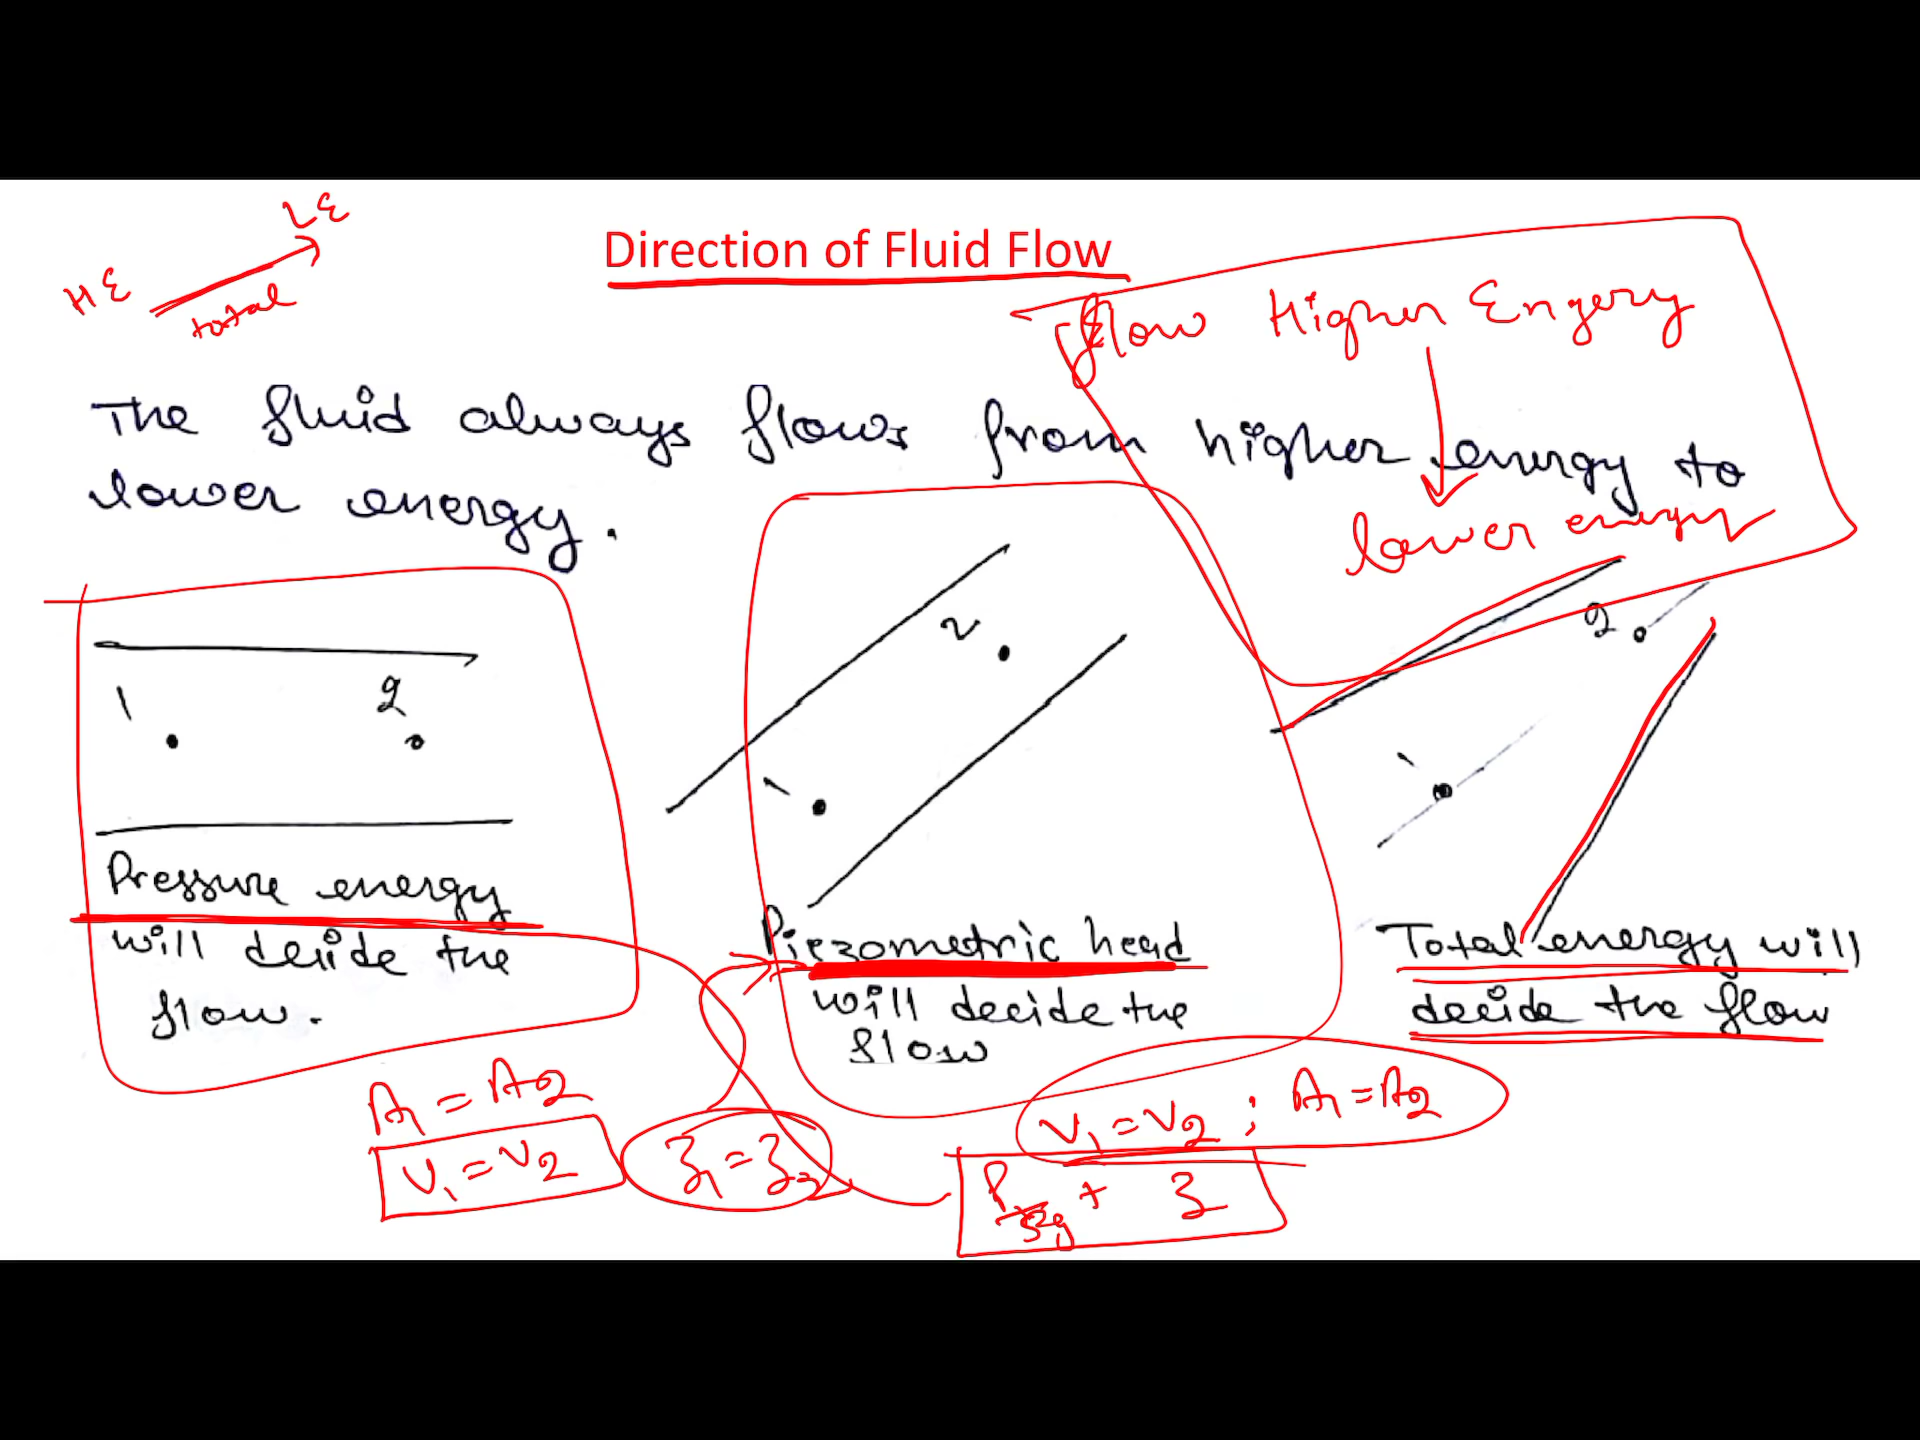 HE
LE
total
Direction of Fluid Flow
flow Higher Engery
lower energy
The fluid always flows from higher energy to
lower energy.
1
2
Pressure energy
will decide the
flow.
2
1
Piezometric head
will decide the
flow
2
1
Total energy will
decide the flow
A1 = A2
V1 = V2
Z1 = Z2
V1 = V2 ; A1 = A2
P/ρg + Z